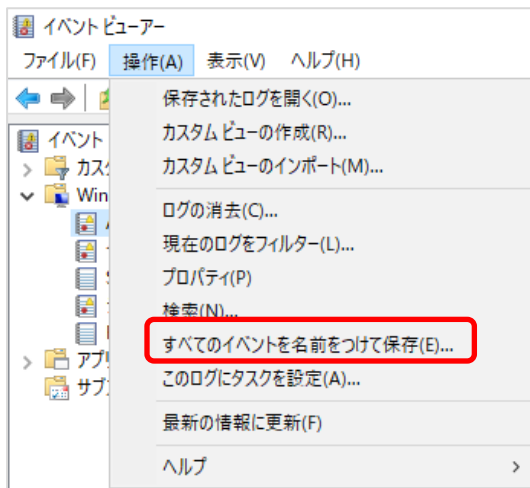 イベント ビューアー
ファイル(F) 操作(A) 表示(V) ヘルプ(H)
保存されたログを開く(O)...
イベント
カスタム ビューの作成(R)...
カスタム ビューのインポート(M)...
Win
ログの消去(C)...
現在のログをフィルター(L)...
プロパティ(P)
検索(N)...
すべてのイベントを名前をつけて保存(E)...
アプリ
このログにタスクを設定(A)...
サブ
最新の情報に更新(F)
ヘルプ